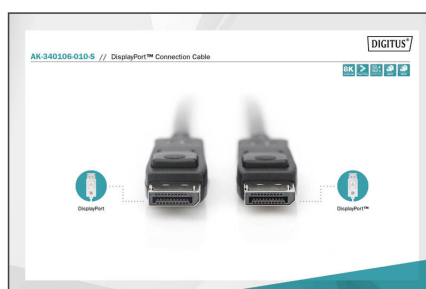 DIGITUS®
AK-340106-010-S // DisplayPort™ Connection Cable
8K
DisplayPort
DisplayPort™